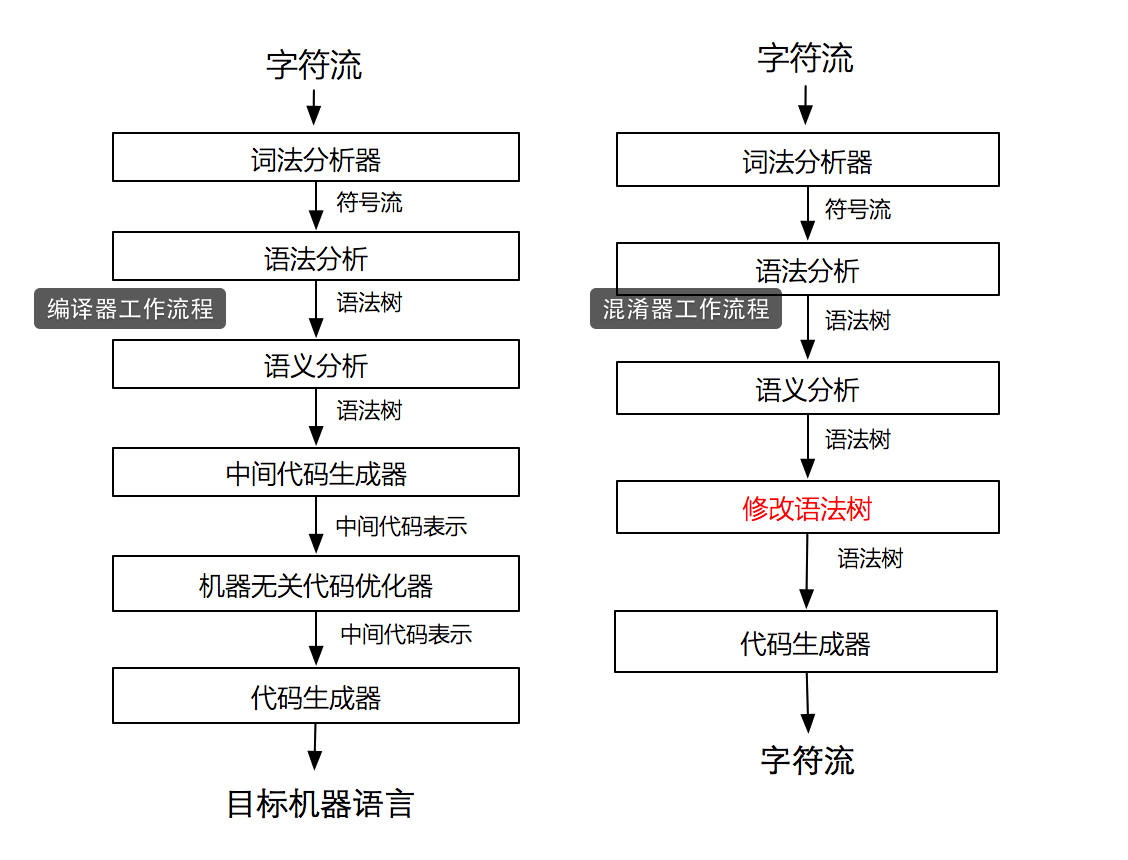 字符流
词法分析器
符号流
语法分析
语法树
编译器工作流程
语义分析
语法树
中间代码生成器
中间代码表示
机器无关代码优化器
中间代码表示
代码生成器
目标机器语言
字符流
词法分析器
符号流
语法分析
混淆器工作流程
语法树
语义分析
语法树
修改语法树
语法树
代码生成器
字符流